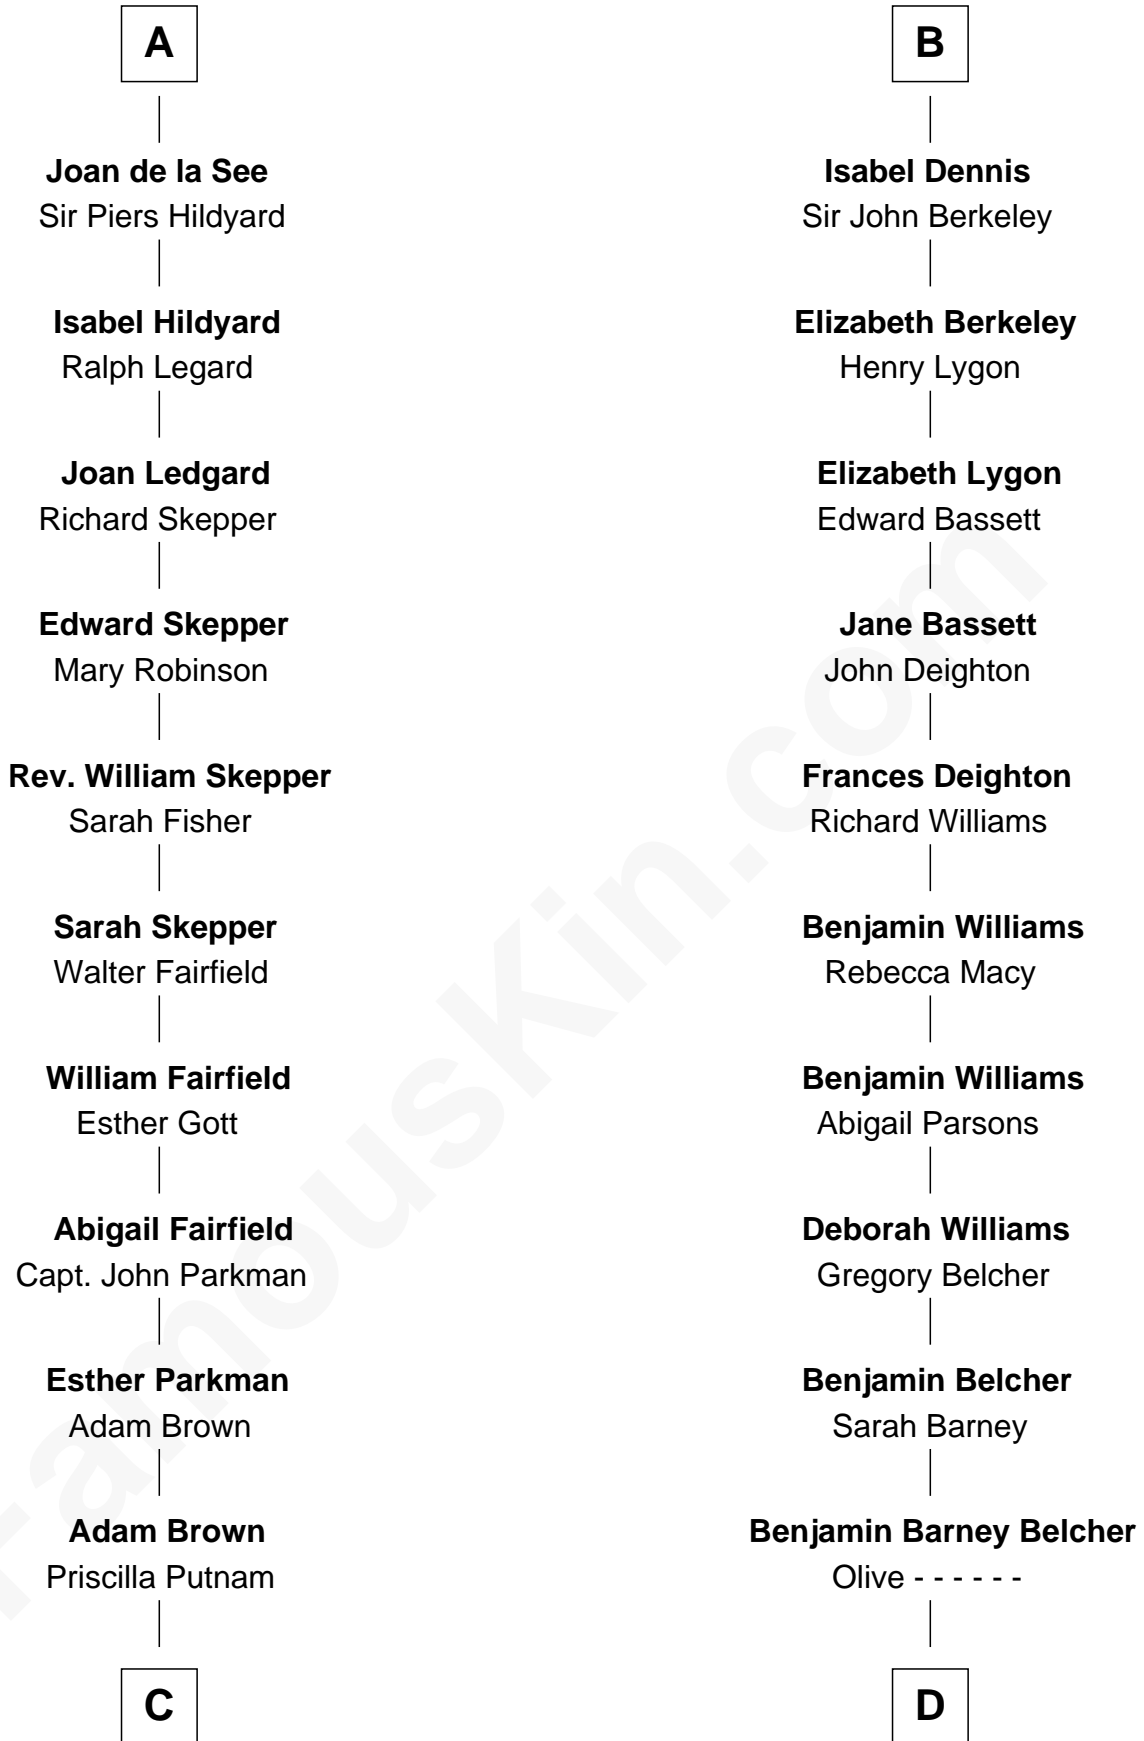 A
Joan de la See
Sir Piers Hildyard
Isabel Hildyard
Ralph Legard
Joan Ledgard
Richard Skepper
Edward Skepper
Mary Robinson
Rev. William Skepper
Sarah Fisher
Sarah Skepper
Walter Fairfield
William Fairfield
Esther Gott
Abigail Fairfield
Capt. John Parkman
Esther Parkman
Adam Brown
Adam Brown
Priscilla Putnam
C
B
Isabel Dennis
Sir John Berkeley
Elizabeth Berkeley
Henry Lygon
Elizabeth Lygon
Edward Bassett
Jane Bassett
John Deighton
Frances Deighton
Richard Williams
Benjamin Williams
Rebecca Macy
Benjamin Williams
Abigail Parsons
Deborah Williams
Gregory Belcher
Benjamin Belcher
Sarah Barney
Benjamin Barney Belcher
Olive - - - - - -
D
FamousKin.com